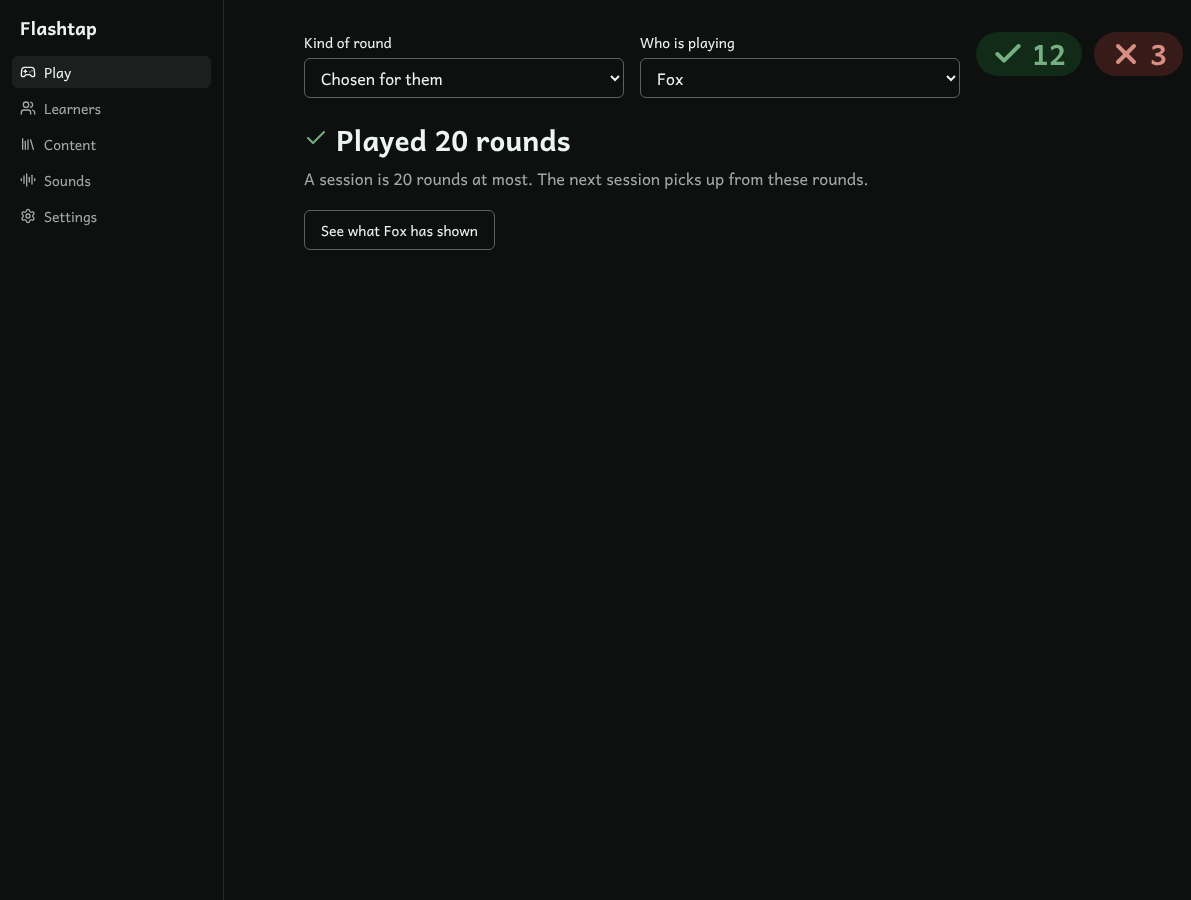 Flashtap
Play
Learners
Content
Sounds
Settings
Kind of round
Chosen for them
Who is playing
Fox
12
3
Played 20 rounds
A session is 20 rounds at most. The next session picks up from these rounds.
See what Fox has shown